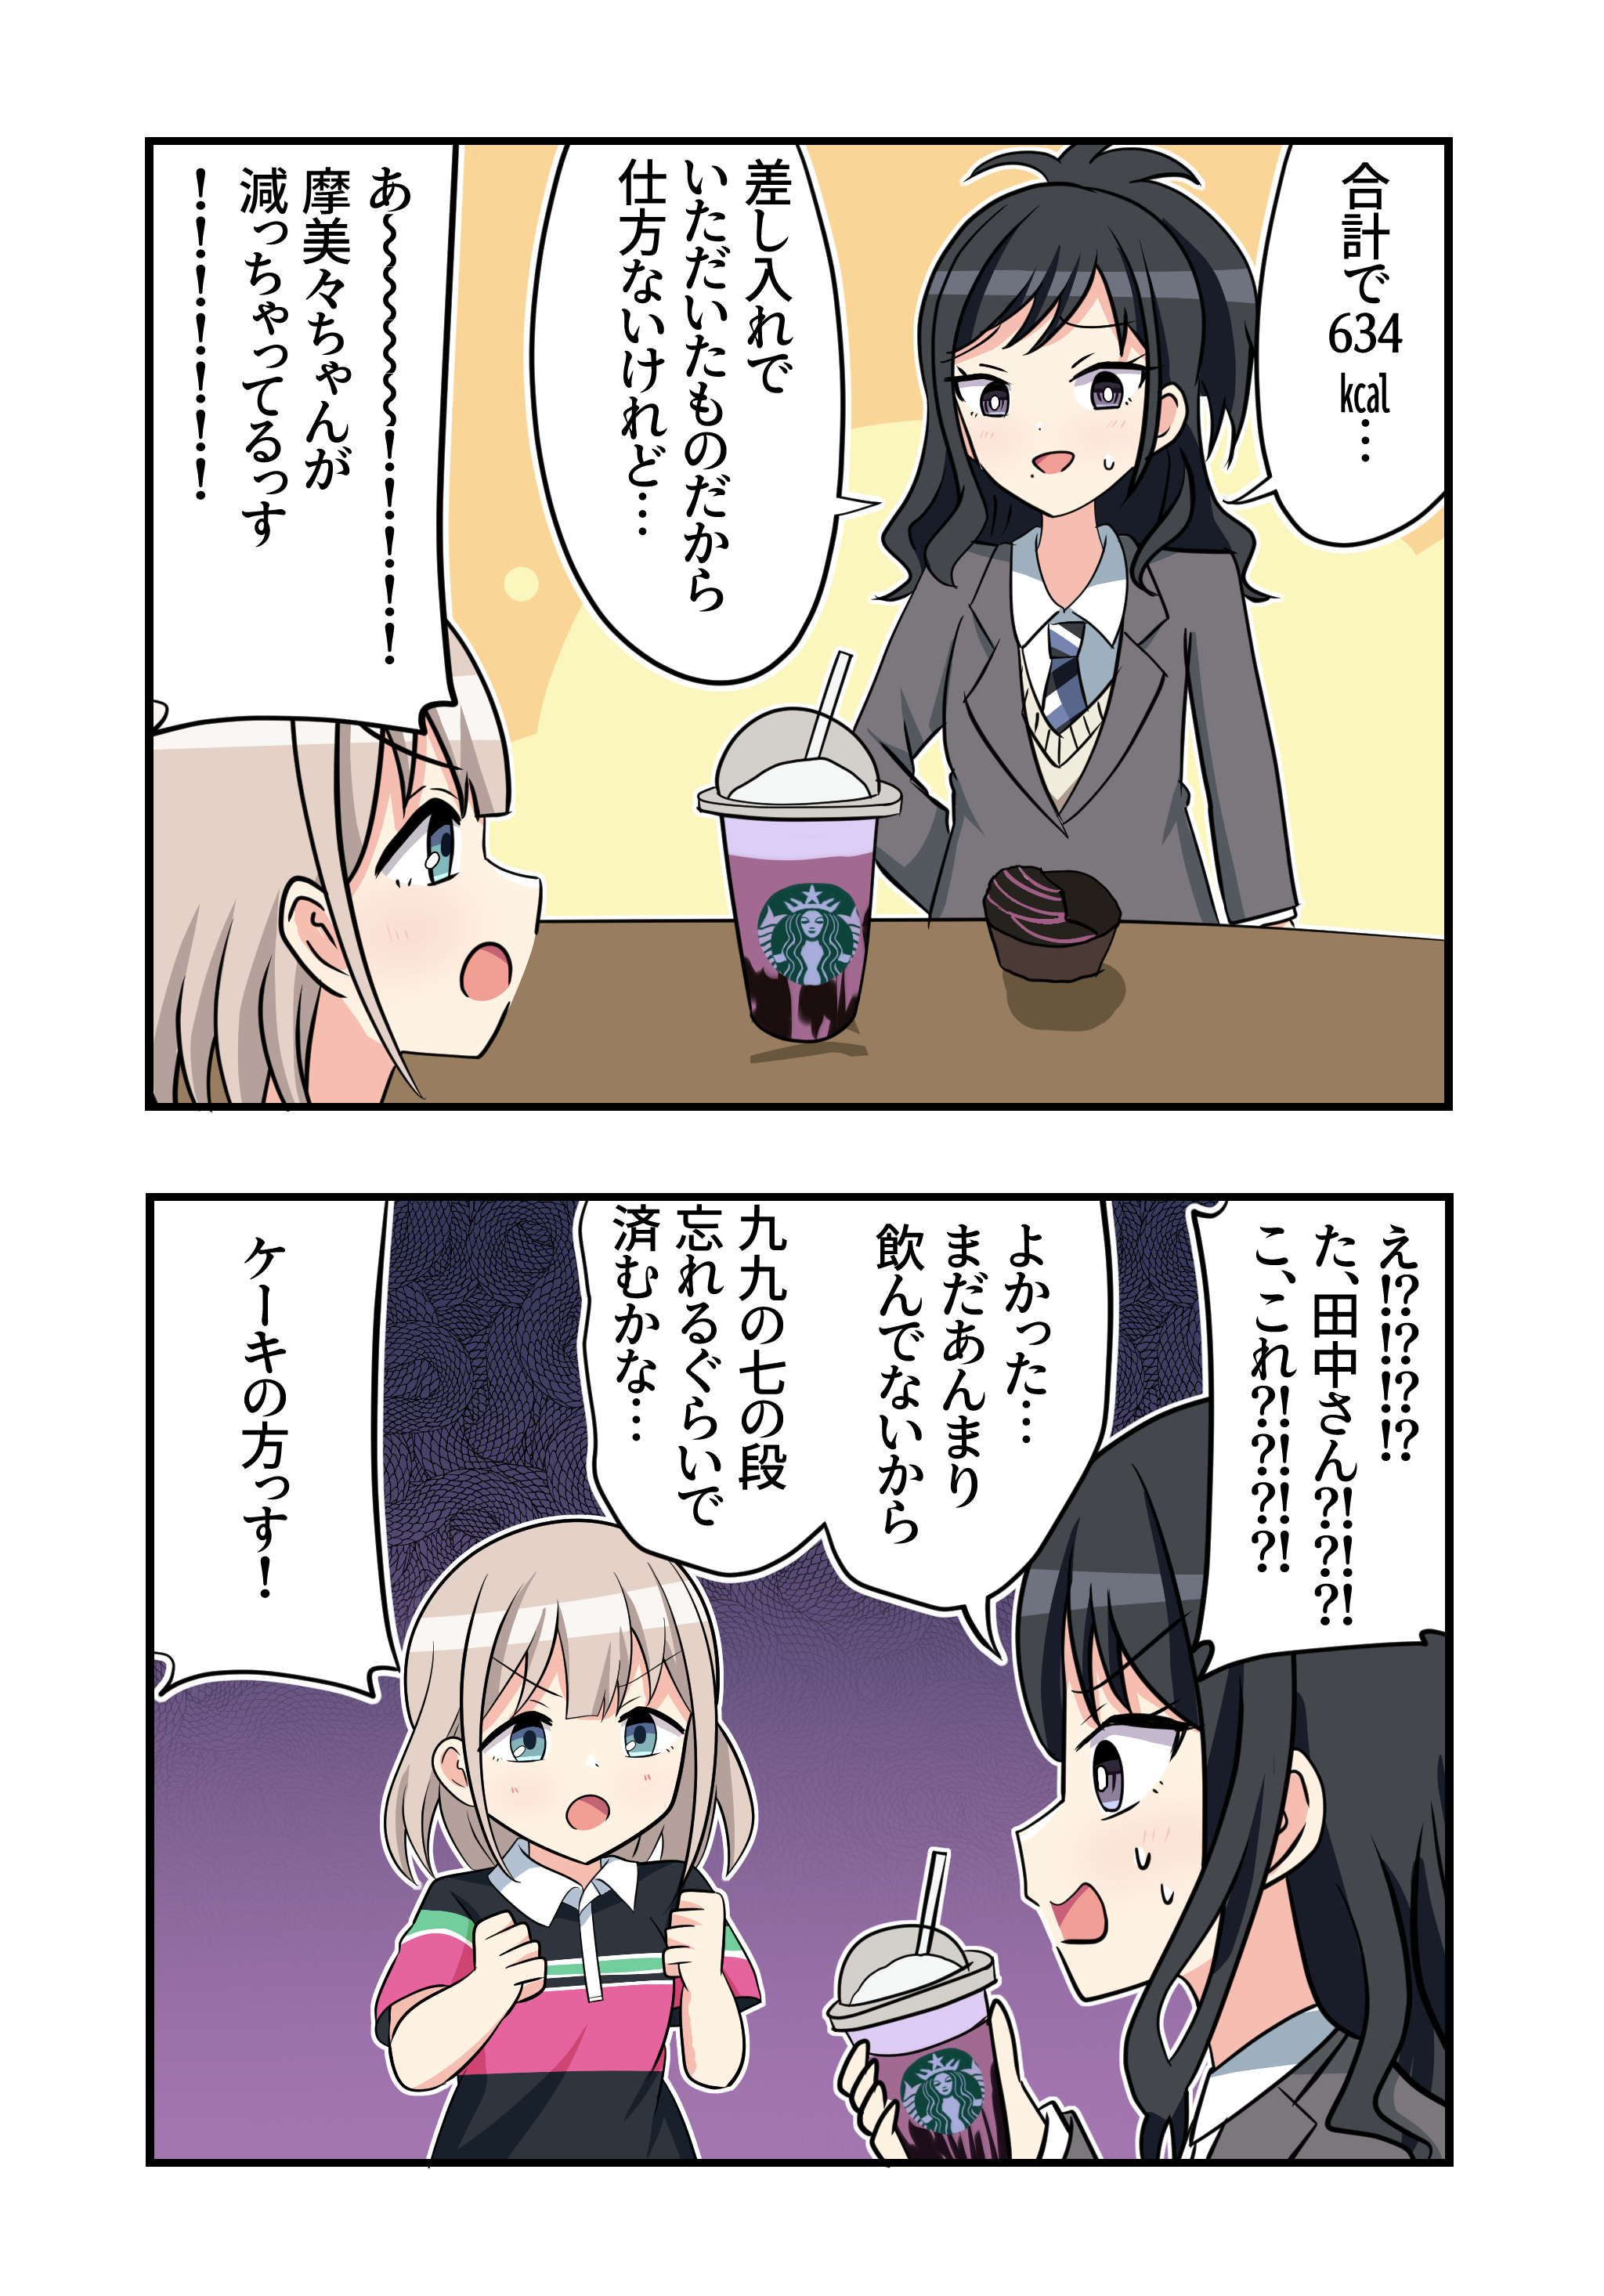 合計で
634
kcal…
差し入れで
いただいたものだから
仕方ないけれど…
あ〜〜〜〜〜〜!!!!!
摩美々ちゃんが
減っちゃってるっす
!!!!!!!
え!?!?!?!?
た、田中さん?!?!?!
こ、これ?!?!?!?!
よかった…
まだあんまり
飲んでないから
九九の七の段
忘れるぐらいで
済むかな…
ケーキの方っす!